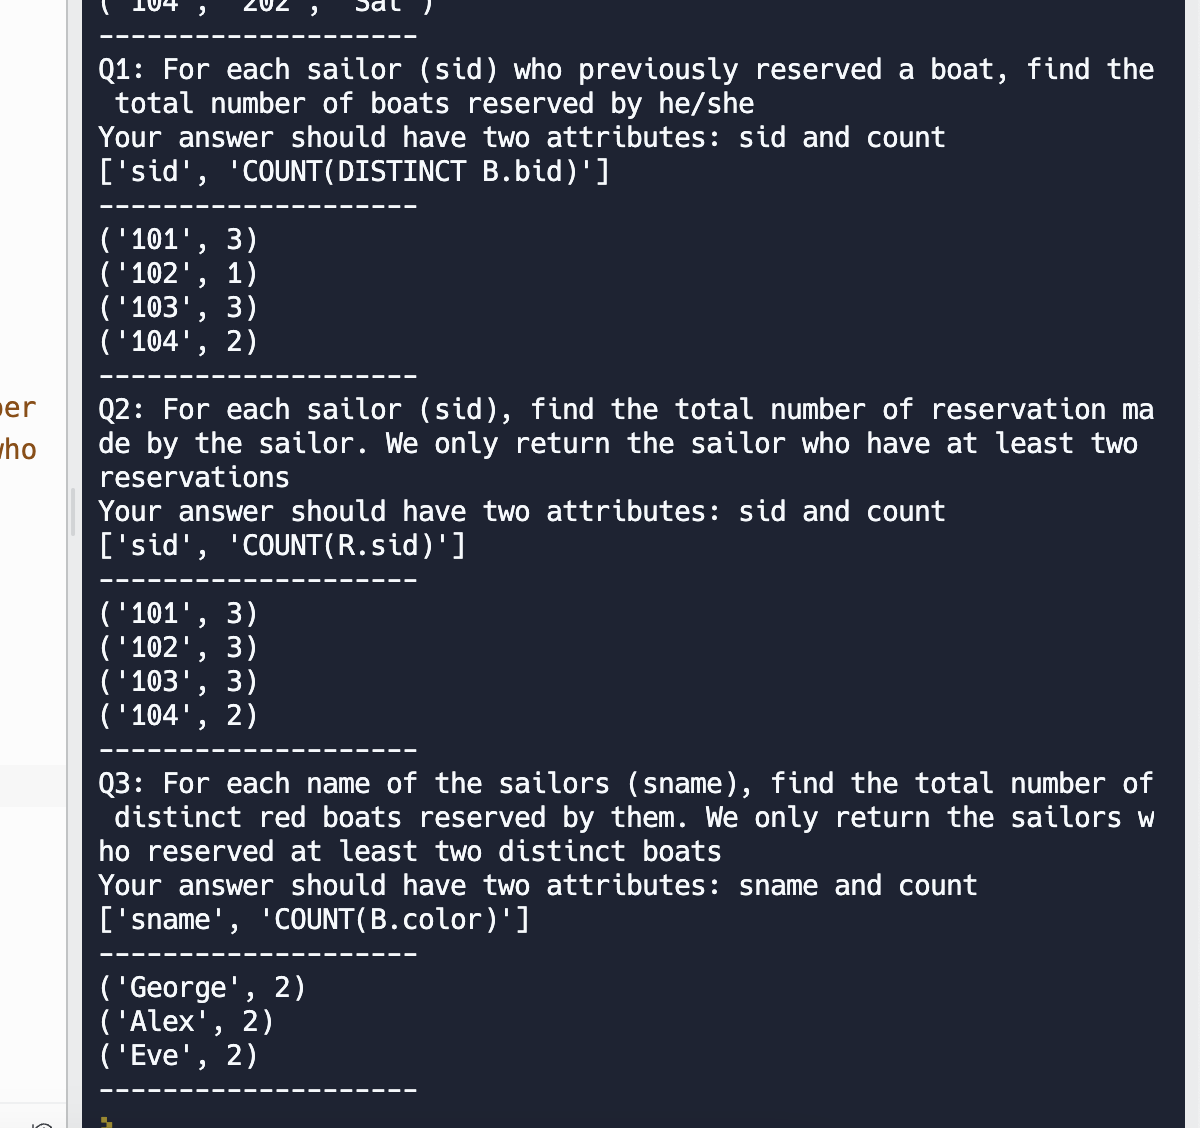 ( '104', '202', 'Sat')
--------------------
Q1: For each sailor (sid) who previously reserved a boat, find the
 total number of boats reserved by he/she
Your answer should have two attributes: sid and count
['sid', 'COUNT(DISTINCT B.bid)']
--------------------
('101', 3)
('102', 1)
('103', 3)
('104', 2)
--------------------
Q2: For each sailor (sid), find the total number of reservation ma
de by the sailor. We only return the sailor who have at least two
reservations
Your answer should have two attributes: sid and count
['sid', 'COUNT(R.sid)']
--------------------
('101', 3)
('102', 3)
('103', 3)
('104', 2)
--------------------
Q3: For each name of the sailors (sname), find the total number of
 distinct red boats reserved by them. We only return the sailors w
ho reserved at least two distinct boats
Your answer should have two attributes: sname and count
['sname', 'COUNT(B.color)']
--------------------
('George', 2)
('Alex', 2)
('Eve', 2)
--------------------